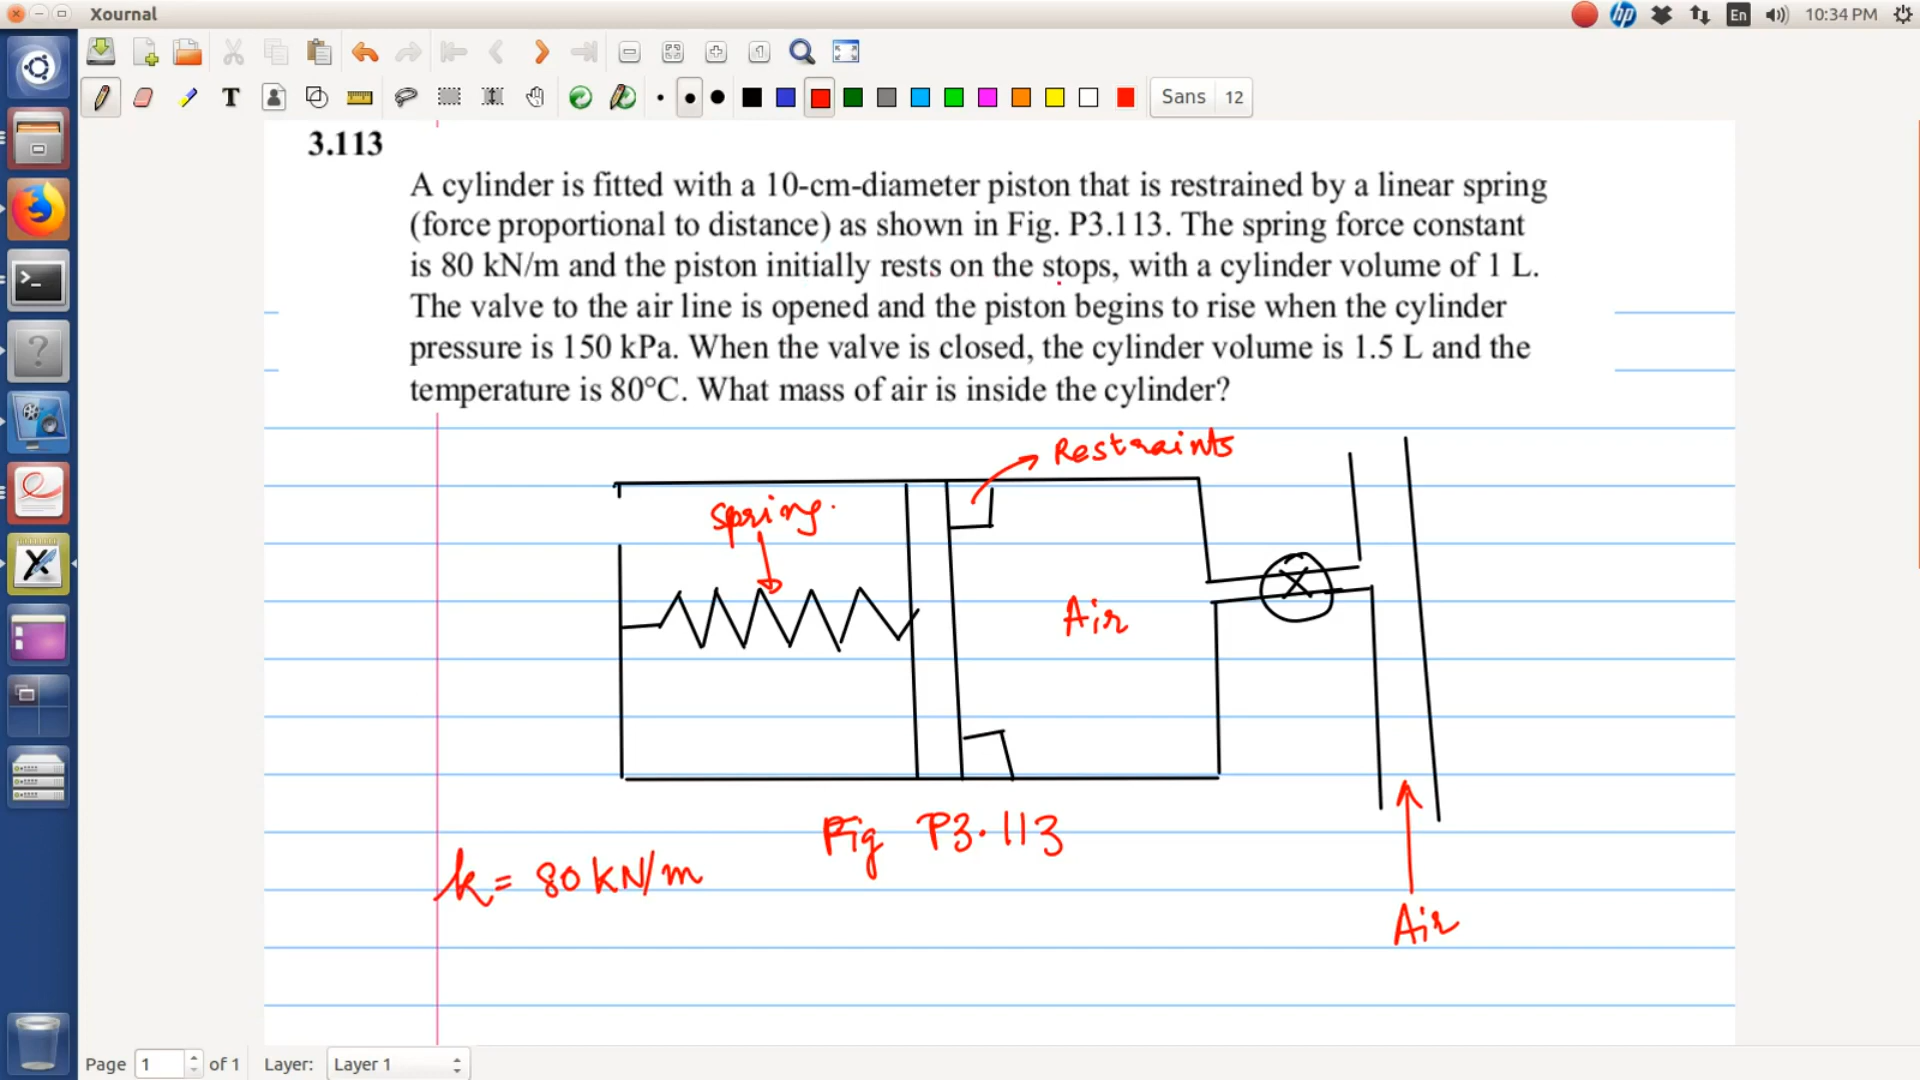 Xournal
En
10:34 PM
T
Sans 12
3.113
A cylinder is fitted with a 10-cm-diameter piston that is restrained by a linear spring
(force proportional to distance) as shown in Fig. P3.113. The spring force constant
is 80 kN/m and the piston initially rests on the stops, with a cylinder volume of 1 L.
The valve to the air line is opened and the piston begins to rise when the cylinder
pressure is 150 kPa. When the valve is closed, the cylinder volume is 1.5 L and the
temperature is 80°C. What mass of air is inside the cylinder?
Restraints
spring.
Air
Fig P3.113
k = 80 kN/m
Air
Page 1 of 1 Layer: Layer 1